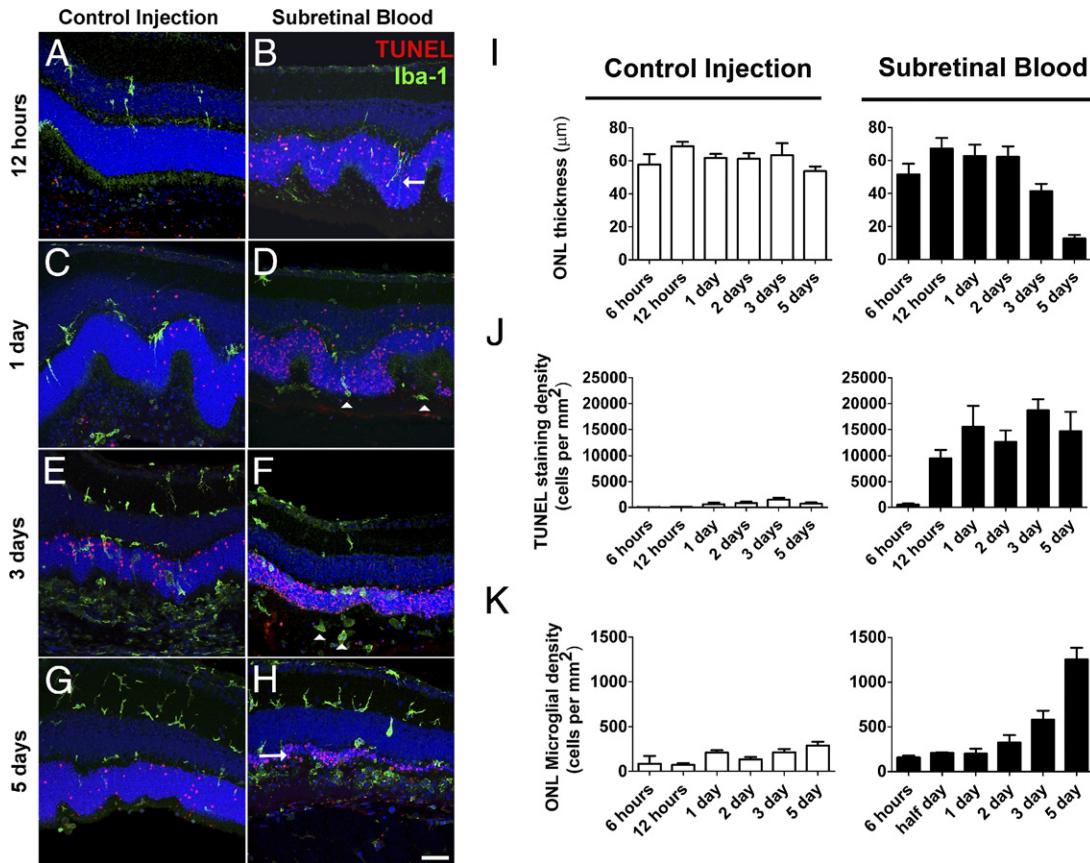 Control Injection
Subretinal Blood
12 hours
A
B
TUNEL
Iba-1
1 day
C
D
3 days
E
F
5 days
G
H
I
Control Injection
Subretinal Blood
ONL thickness (μm)
80
60
40
20
0
6 hours
12 hours
1 day
2 days
3 days
5 days
80
60
40
20
0
6 hours
12 hours
1 day
2 days
3 days
5 days
J
TUNEL staining density
(cells per mm²)
25000
20000
15000
10000
5000
0
6 hours
12 hours
1 day
2 days
3 days
5 days
25000
20000
15000
10000
5000
0
6 hours
12 hours
1 day
2 day
3 day
5 day
K
ONL Microglial density
(cells per mm²)
1500
1000
500
0
6 hours
12 hours
1 day
2 day
3 day
5 day
1500
1000
500
0
6 hours
half day
1 day
2 days
3 day
5 day